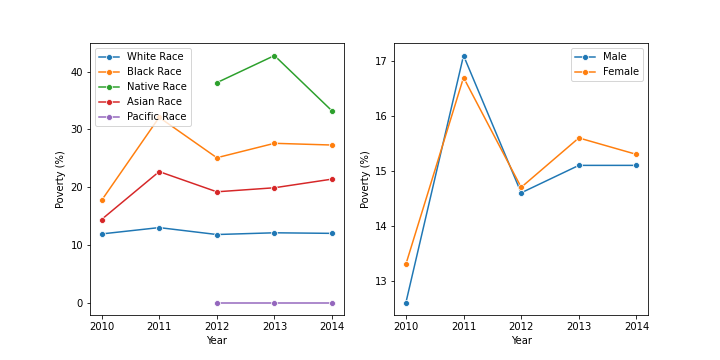 White Race
Black Race
Native Race
Asian Race
Pacific Race
Poverty (%)
40
30
20
10
0
2010 2011 2012 2013 2014
Year
Male
Female
Poverty (%)
17
16
15
14
13
2010 2011 2012 2013 2014
Year